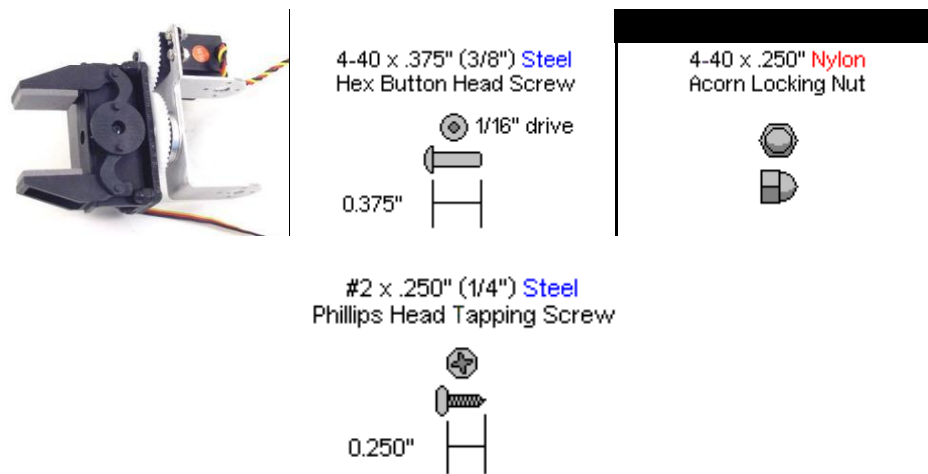 4-40 x .375" (3/8") Steel
Hex Button Head Screw
1/16" drive
0.375"
4-40 x .250" Nylon
Acorn Locking Nut
#2 x .250" (1/4") Steel
Phillips Head Tapping Screw
0.250"